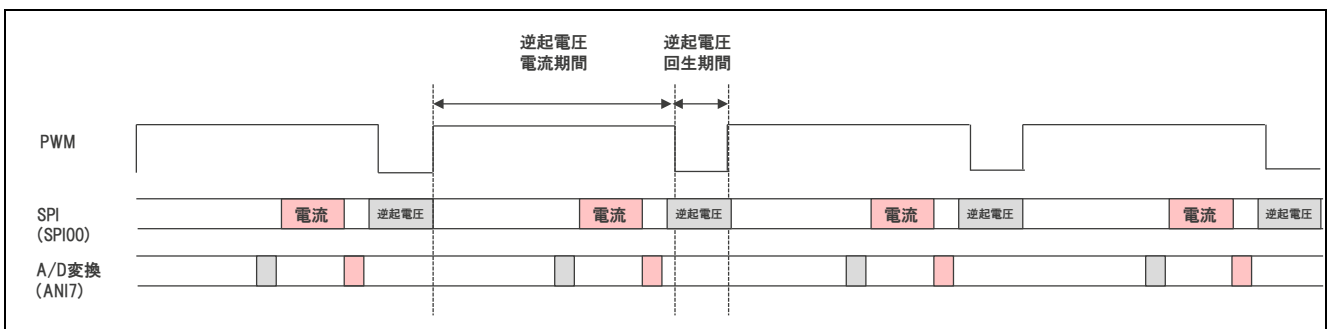 逆起電圧
電流期間
逆起電圧
回生期間
PWM
SPI
(SPI00)
電流
逆起電圧
電流
逆起電圧
電流
逆起電圧
電流
逆起電圧
A/D変換
(ANI7)